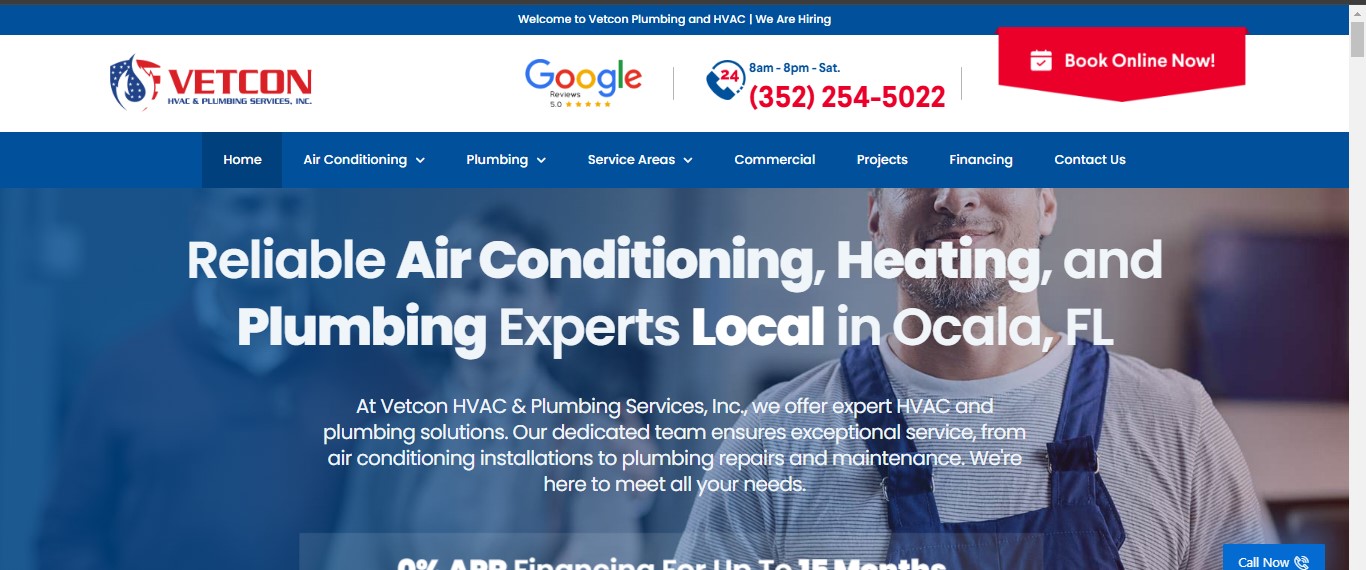 Welcome to Vetcon Plumbing and HVAC | We Are Hiring
VETCON
HVAC & PLUMBING SERVICES, INC.
Google
Reviews
5.0
24
8am - 8pm - Sat.
(352) 254-5022
Book Online Now!
Home
Air Conditioning
Plumbing
Service Areas
Commercial
Projects
Financing
Contact Us
Reliable Air Conditioning, Heating, and
Plumbing Experts Local in Ocala, FL
At Vetcon HVAC & Plumbing Services, Inc., we offer expert HVAC and
plumbing solutions. Our dedicated team ensures exceptional service, from
air conditioning installations to plumbing repairs and maintenance. We're
here to meet all your needs.
0% APR Financing For Up To 15 Months
Call Now